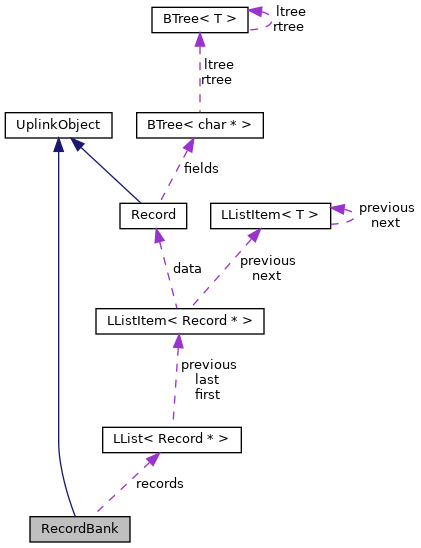 BTree< T >
ltree
rtree
ltree
rtree
UplinkObject
BTree< char * >
fields
Record
LListItem< T >
previous
next
data
previous
next
LListItem< Record * >
previous
last
first
LList< Record * >
records
RecordBank